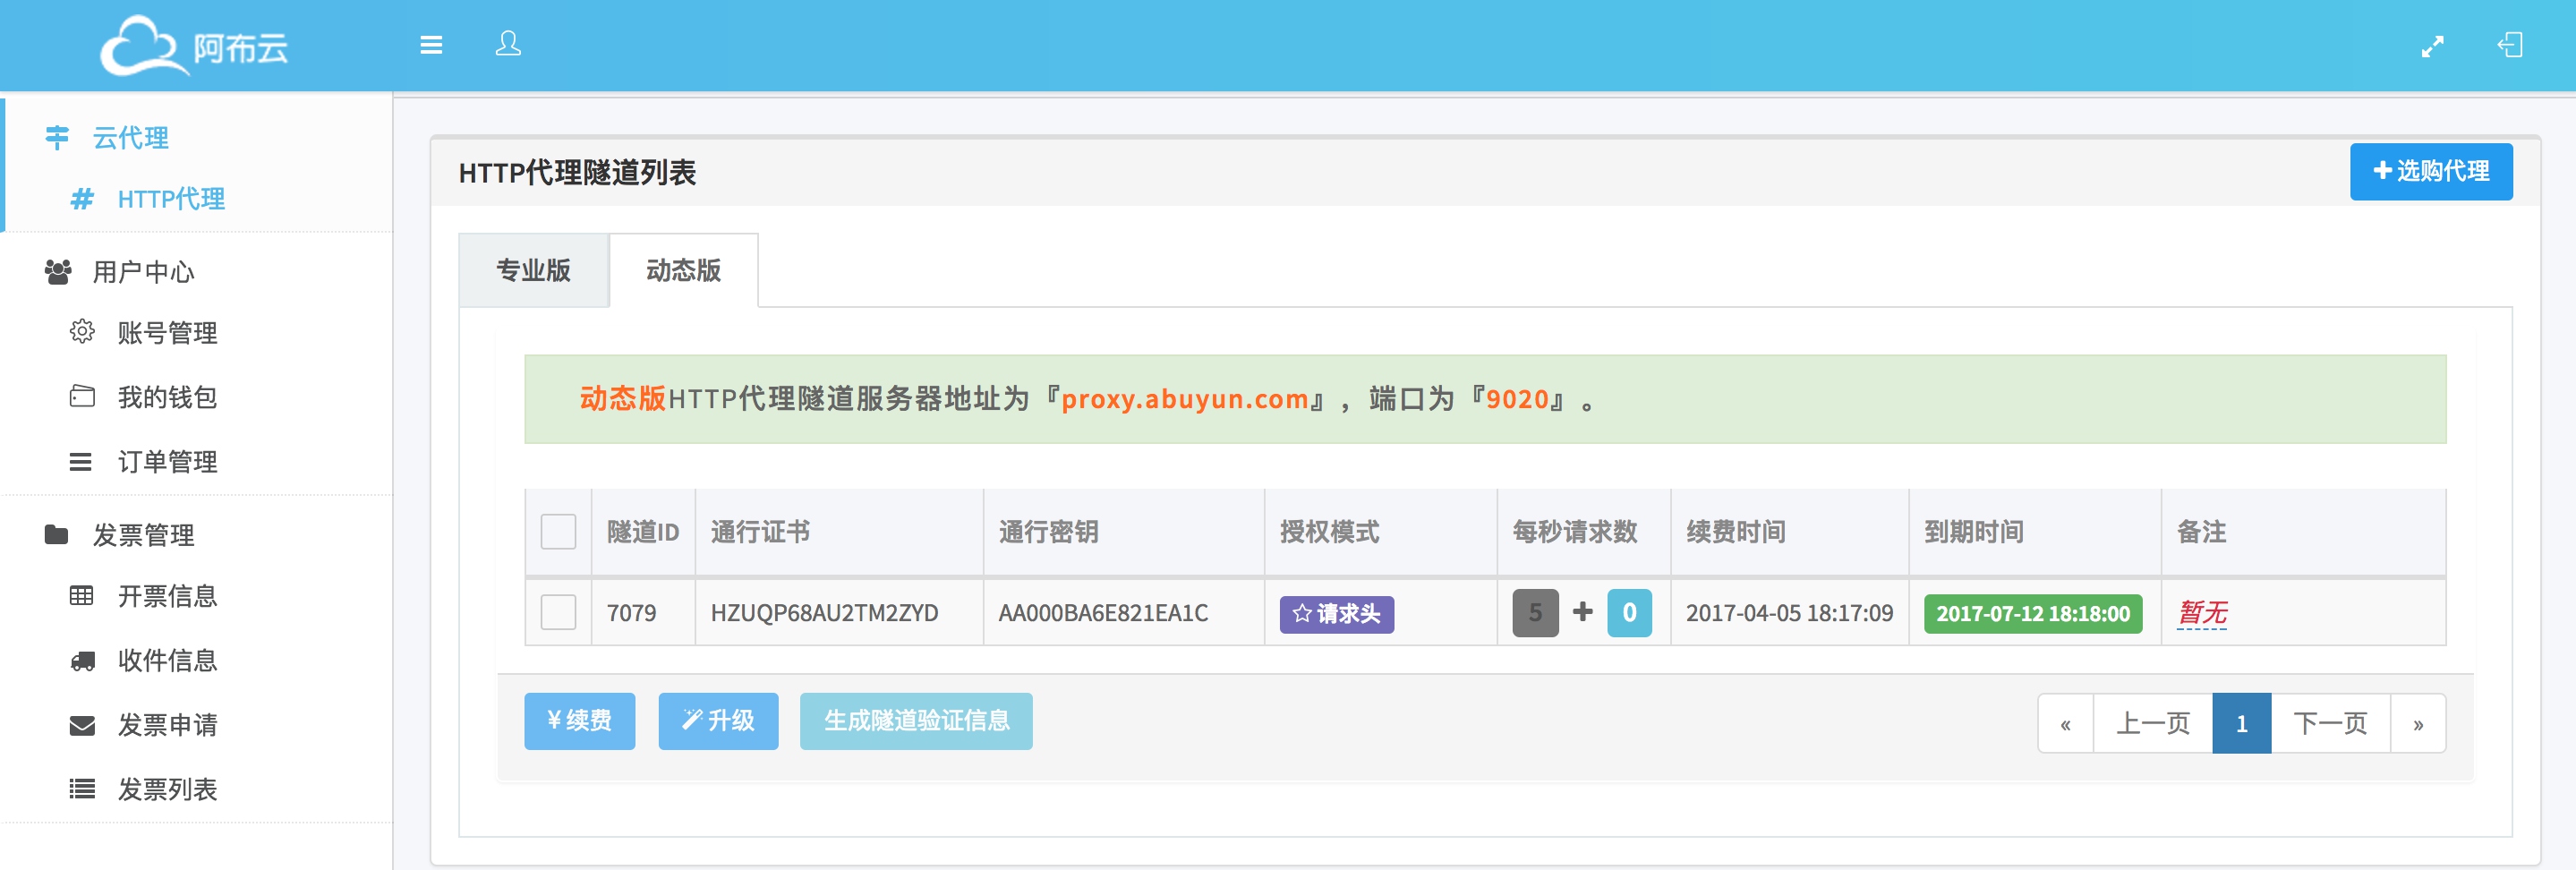 阿布云
云代理
HTTP代理
用户中心
账号管理
我的钱包
订单管理
发票管理
开票信息
收件信息
发票申请
发票列表
HTTP代理隧道列表
选购代理
专业版 动态版
动态版HTTP代理隧道服务器地址为『proxy.abuyun.com』，端口为『9020』。
隧道ID 通行证书 通行密钥 授权模式 每秒请求数 续费时间 到期时间 备注
7079 HZUQP68AU2TM2ZYD AA000BA6E821EA1C 请求头 5 + 0 2017-04-05 18:17:09 2017-07-12 18:18:00 暂无
¥续费 升级 生成隧道验证信息 « 上一页 1 下一页 »